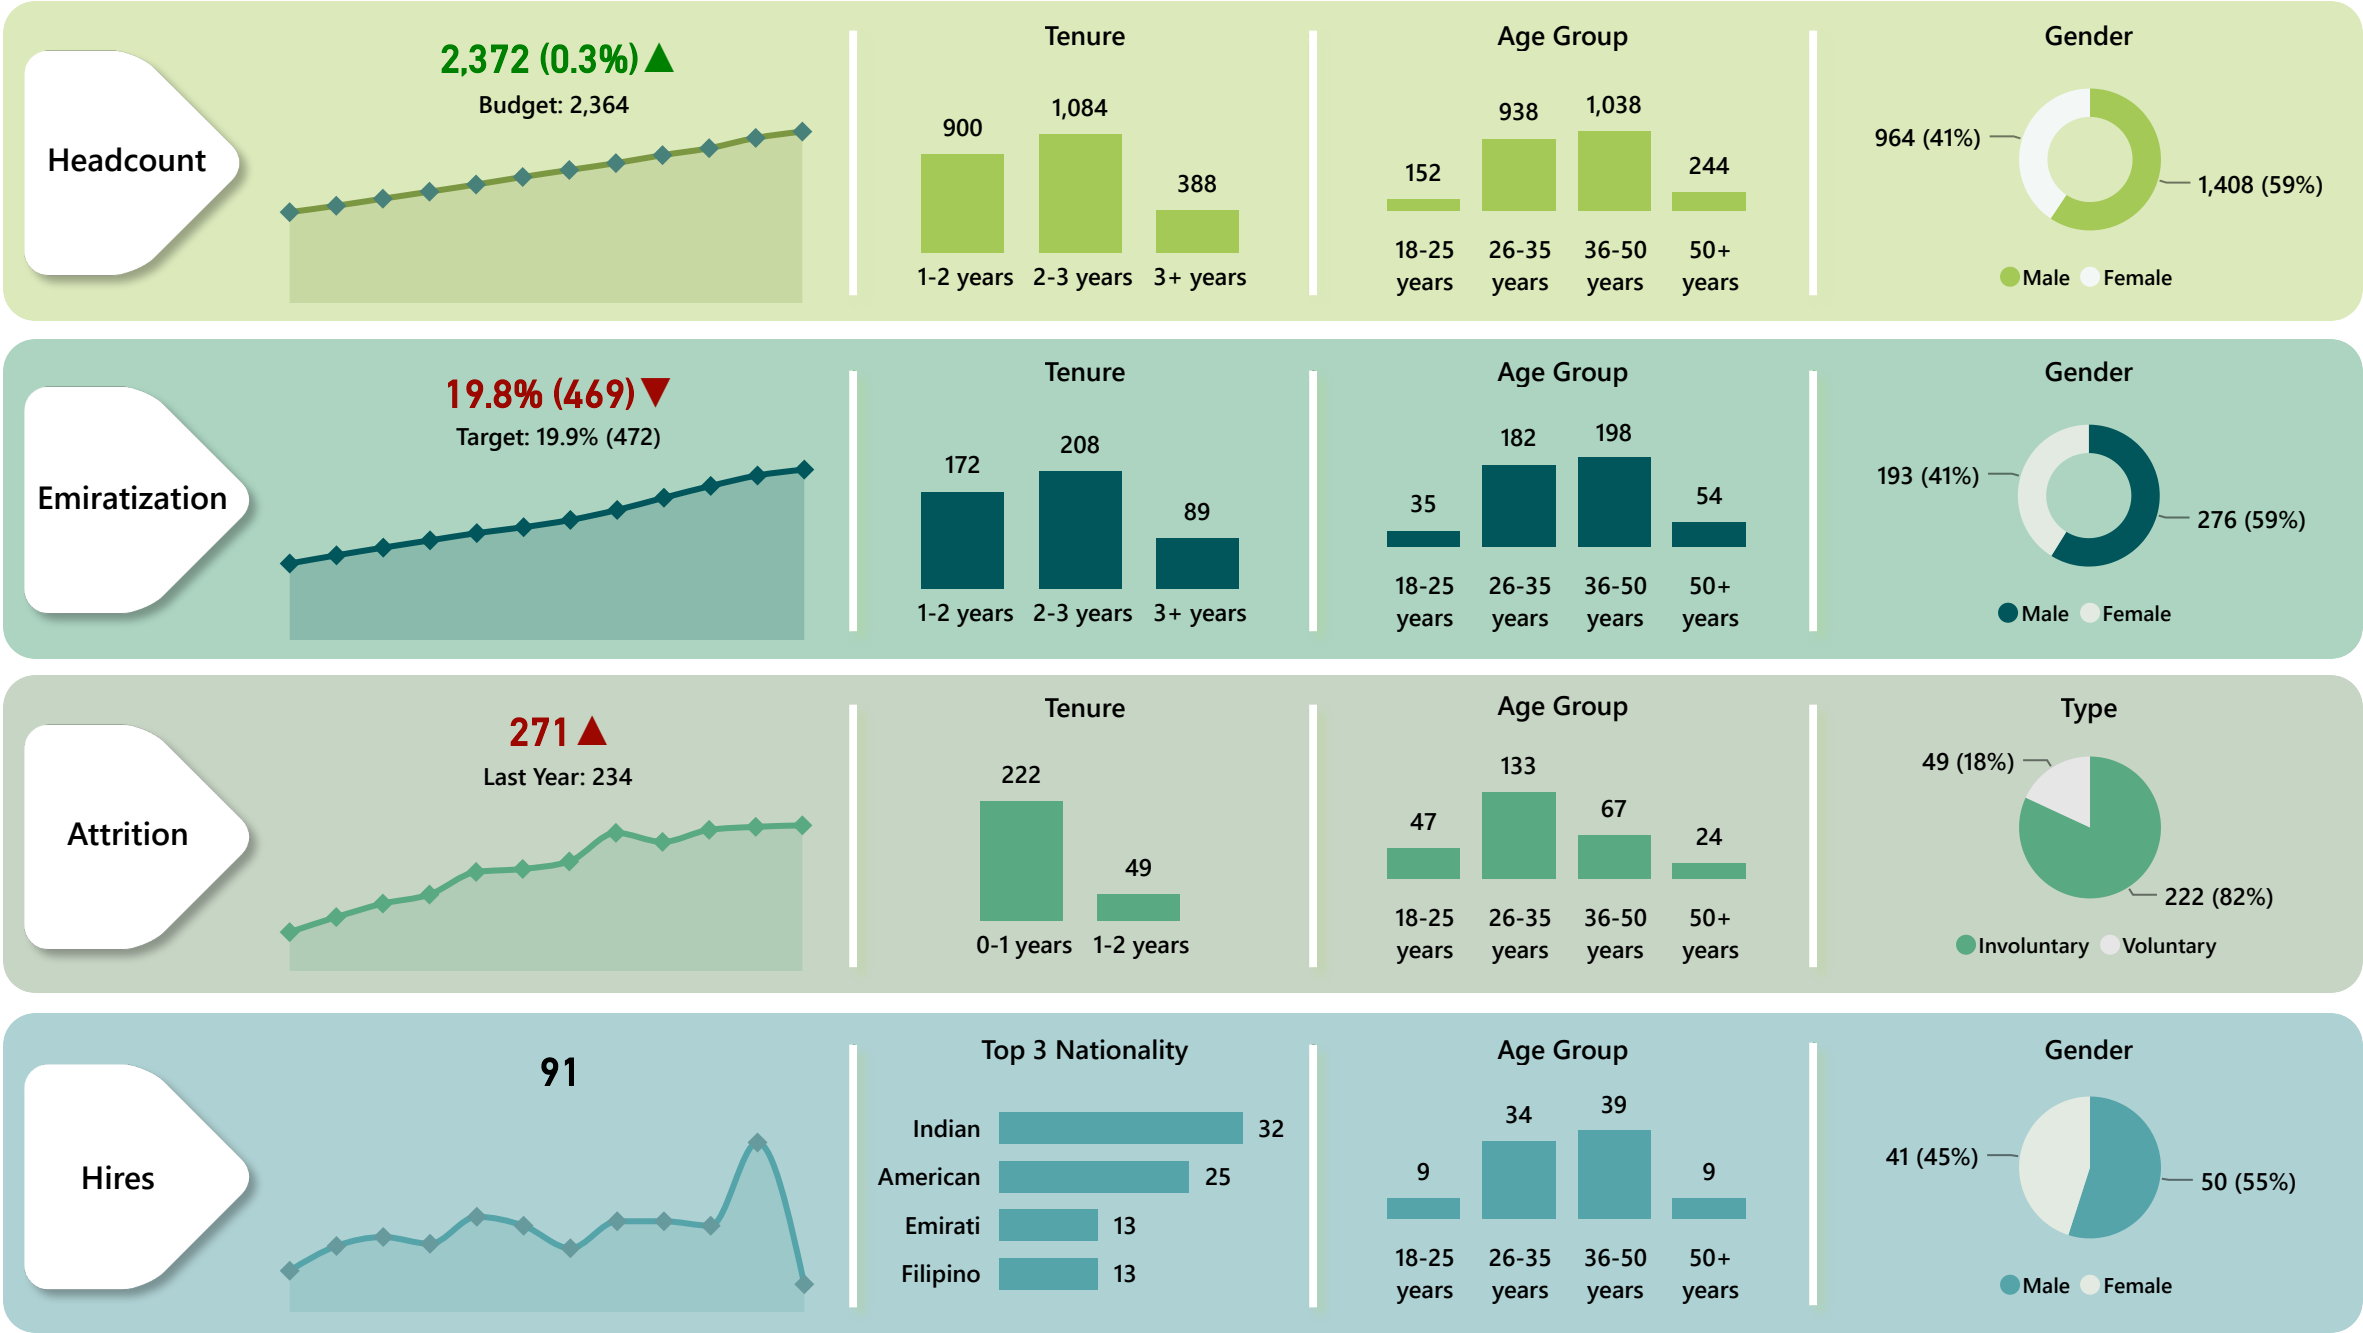 Headcount
2,372 (0.3%)
Budget: 2,364
Tenure
900
1,084
388
1-2 years 2-3 years 3+ years
Age Group
152
938
1,038
244
18-25 26-35 36-50 50+
years years years years
Gender
964 (41%)
1,408 (59%)
Male Female
Emiratization
19.8% (469)
Target: 19.9% (472)
Tenure
172
208
89
1-2 years 2-3 years 3+ years
Age Group
35
182
198
54
18-25 26-35 36-50 50+
years years years years
Gender
193 (41%)
276 (59%)
Male Female
Attrition
271
Last Year: 234
Tenure
222
49
0-1 years 1-2 years
Age Group
47
133
67
24
18-25 26-35 36-50 50+
years years years years
Type
49 (18%)
222 (82%)
Involuntary Voluntary
Hires
91
Top 3 Nationality
Indian 32
American 25
Emirati 13
Filipino 13
Age Group
9
34
39
9
18-25 26-35 36-50 50+
years years years years
Gender
41 (45%)
50 (55%)
Male Female